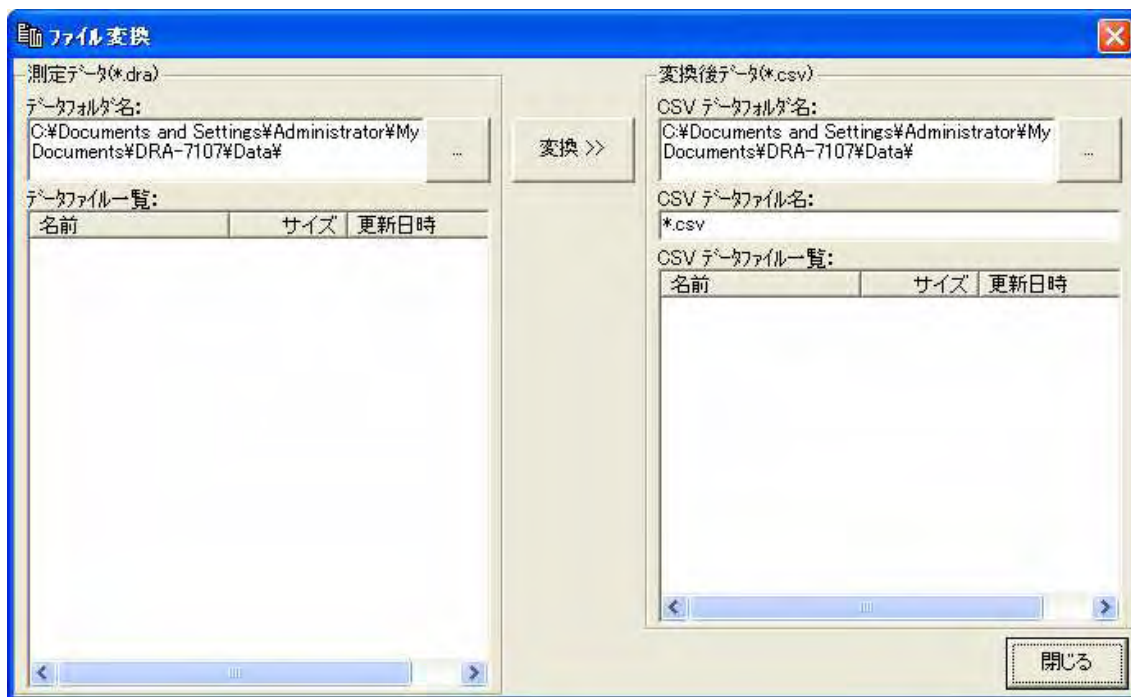 ﾌｧｲﾙ変換
測定ﾃﾞｰﾀ(*.dra)
ﾃﾞｰﾀﾌｫﾙﾀﾞ名:
C:¥Documents and Settings¥Administrator¥My
Documents¥DRA-7107¥Data¥
...
ﾃﾞｰﾀﾌｧｲﾙ一覧:
名前 サイズ 更新日時
変換 >>
変換後ﾃﾞｰﾀ(*.csv)
CSV ﾃﾞｰﾀﾌｫﾙﾀﾞ名:
C:¥Documents and Settings¥Administrator¥My
Documents¥DRA-7107¥Data¥
...
CSV ﾃﾞｰﾀﾌｧｲﾙ名:
*.csv
CSV ﾃﾞｰﾀﾌｧｲﾙ一覧:
名前 サイズ 更新日時
閉じる